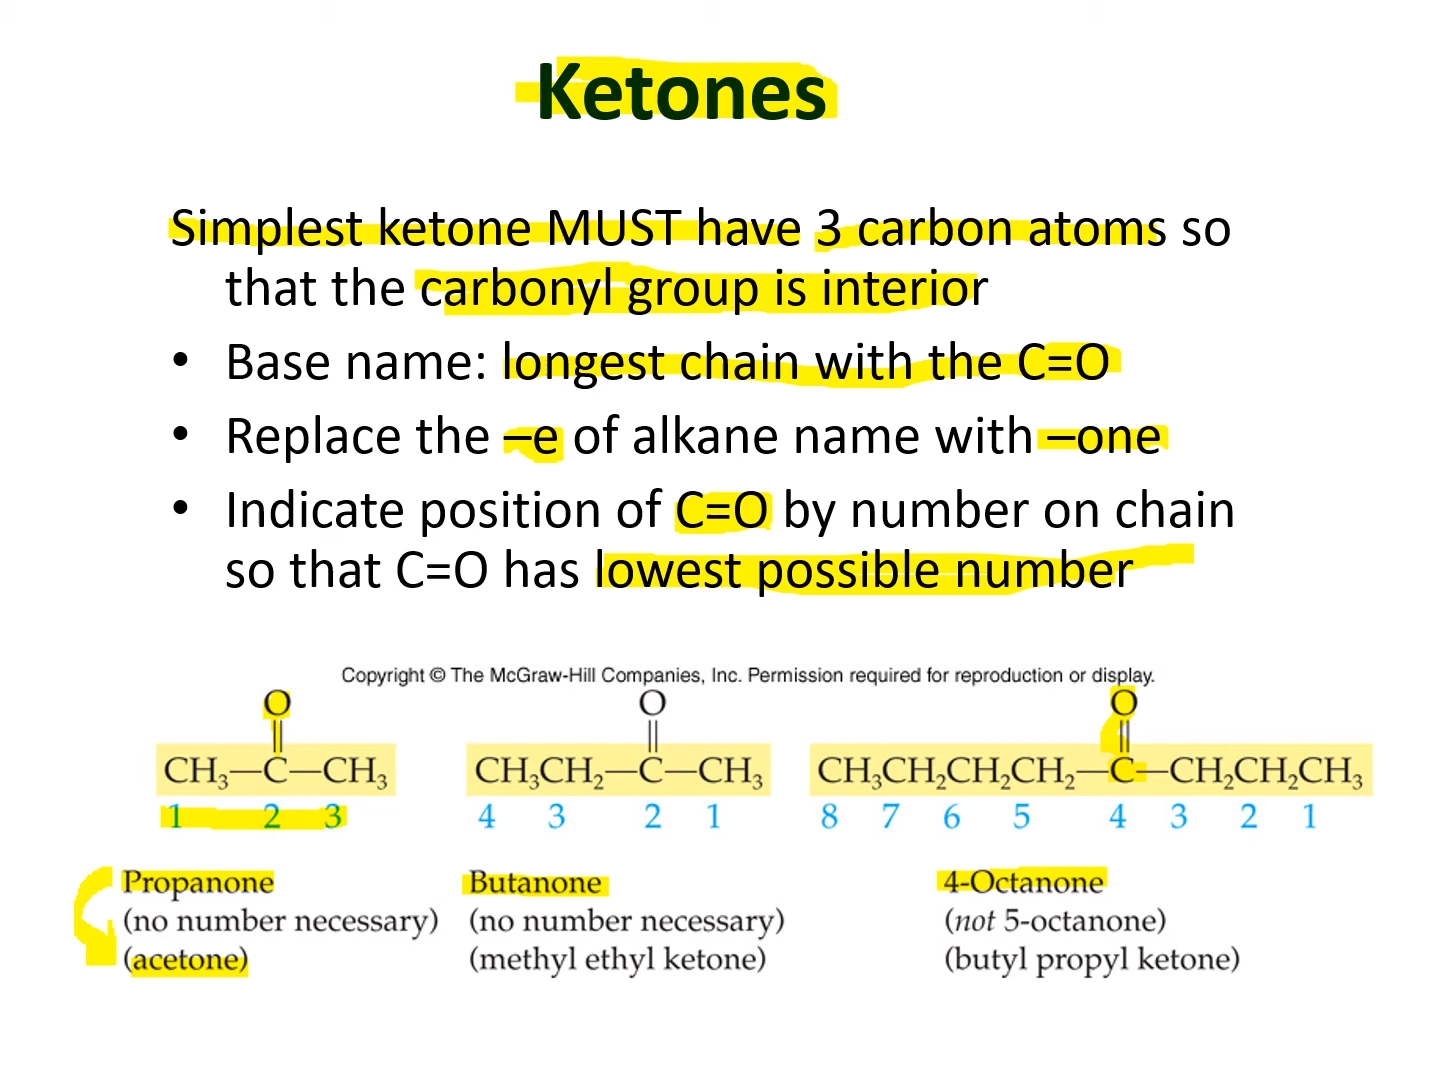 Ketones
Simplest ketone MUST have 3 carbon atoms so
that the carbonyl group is interior
• Base name: longest chain with the C=O
• Replace the –e of alkane name with –one
• Indicate position of C=O by number on chain
so that C=O has lowest possible number
Copyright © The McGraw-Hill Companies, Inc. Permission required for reproduction or display.
O
CH₃—C—CH₃
1 2 3
Propanone
(no number necessary)
(acetone)
O
CH₃CH₂—C—CH₃
4 3 2 1
Butanone
(no number necessary)
(methyl ethyl ketone)
O
CH₃CH₂CH₂CH₂—C—CH₂CH₂CH₃
8 7 6 5 4 3 2 1
4-Octanone
(not 5-octanone)
(butyl propyl ketone)